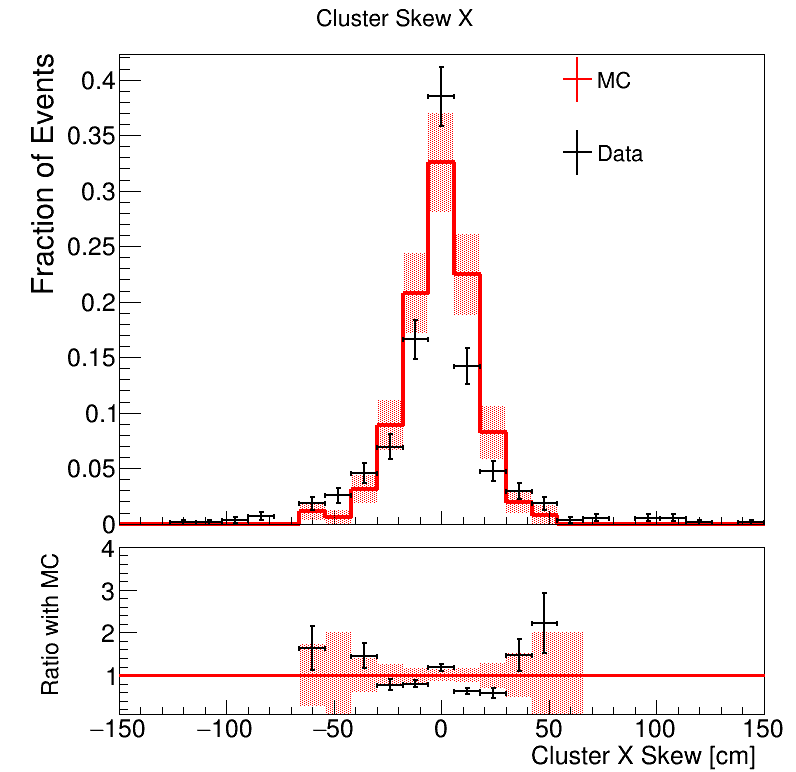 Cluster Skew X
Fraction of Events
0.4
0.35
0.3
0.25
0.2
0.15
0.1
0.05
0
MC
Data
Ratio with MC
4
3
2
1
−150 −100 −50 0 50 100 150
Cluster X Skew [cm]